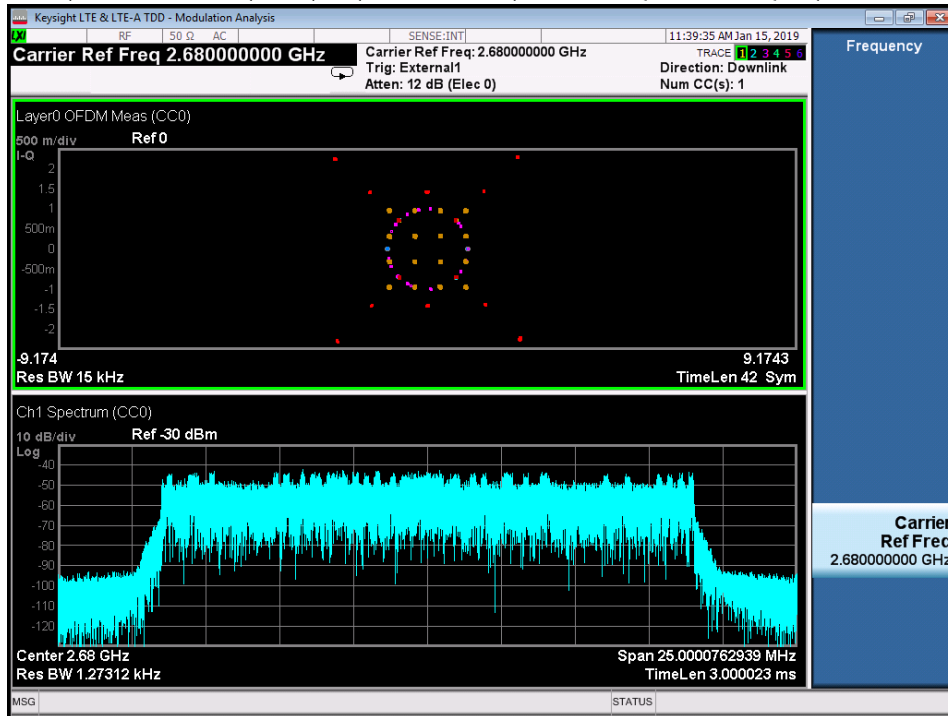 Keysight LTE & LTE-A TDD - Modulation Analysis
LXI RF 50 Ω AC SENSE:INT 11:39:35 AM Jan 15, 2019
Carrier Ref Freq 2.680000000 GHz
Carrier Ref Freq: 2.680000000 GHz
Trig: External1
Atten: 12 dB (Elec 0)
TRACE 1 2 3 4 5 6
Direction: Downlink
Num CC(s): 1
Frequency
Layer0 OFDM Meas (CC0)
500 m/div Ref 0
I-Q
2
1.5
1
500m
0
-500m
-1
-1.5
-2
-9.174 9.1743
Res BW 15 kHz TimeLen 42 Sym
Ch1 Spectrum (CC0)
10 dB/div Ref -30 dBm
Log
-40
-50
-60
-70
-80
-90
-100
-110
-120
Center 2.68 GHz Span 25.0000762939 MHz
Res BW 1.27312 kHz TimeLen 3.000023 ms
Carrier
Ref Freq
2.680000000 GHz
MSG STATUS